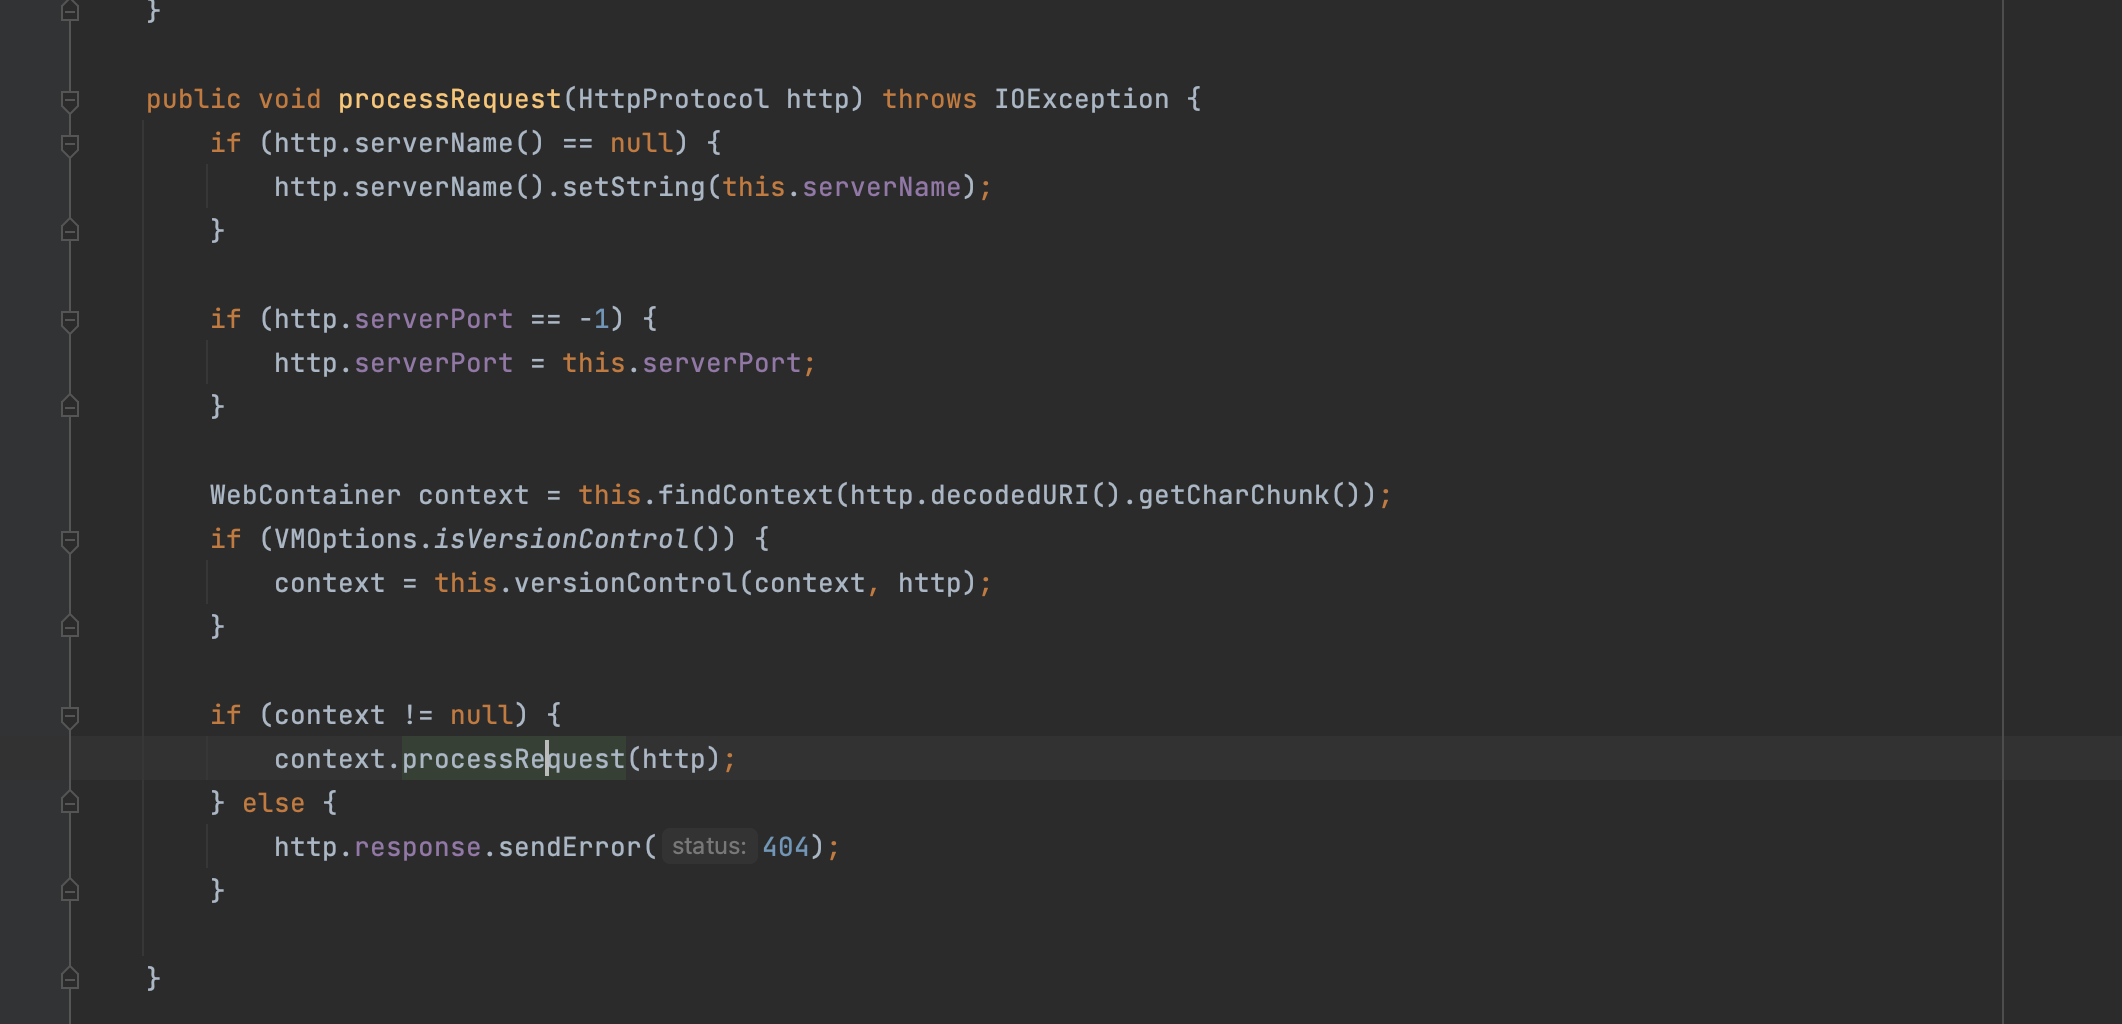 }
public void processRequest(HttpProtocol http) throws IOException {
if (http.serverName() == null) {
http.serverName().setString(this.serverName);
}
if (http.serverPort == -1) {
http.serverPort = this.serverPort;
}
WebContainer context = this.findContext(http.decodedURI().getCharChunk());
if (VMOptions.isVersionControl()) {
context = this.versionControl(context, http);
}
if (context != null) {
context.processRequest(http);
} else {
http.response.sendError( status: 404);
}
}